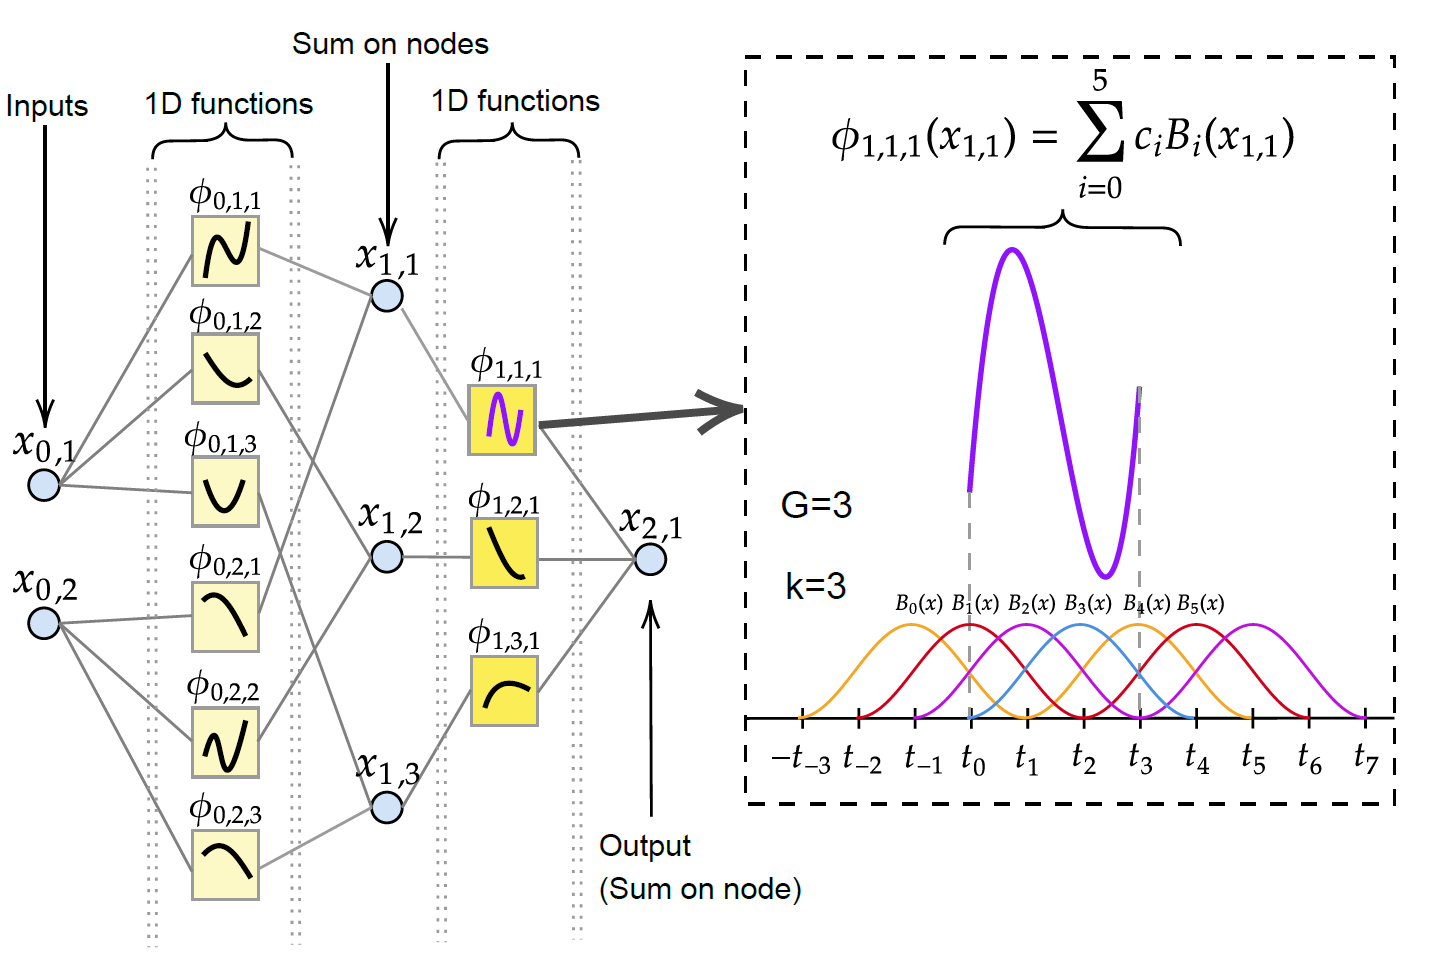 Sum on nodes
Inputs
1D functions
1D functions
ϕ0,1,1
x1,1
ϕ0,1,2
ϕ1,1,1
x0,1
ϕ0,1,3
x1,2
ϕ1,2,1
x2,1
x0,2
ϕ0,2,1
ϕ1,3,1
ϕ0,2,2
x1,3
ϕ0,2,3
Output
(Sum on node)
5
ϕ1,1,1(x1,1) = ∑ ciBi(x1,1)
i=0
G=3
k=3
B0(x) B1(x) B2(x) B3(x) B4(x) B5(x)
−t−3 t−2 t−1 t0 t1 t2 t3 t4 t5 t6 t7